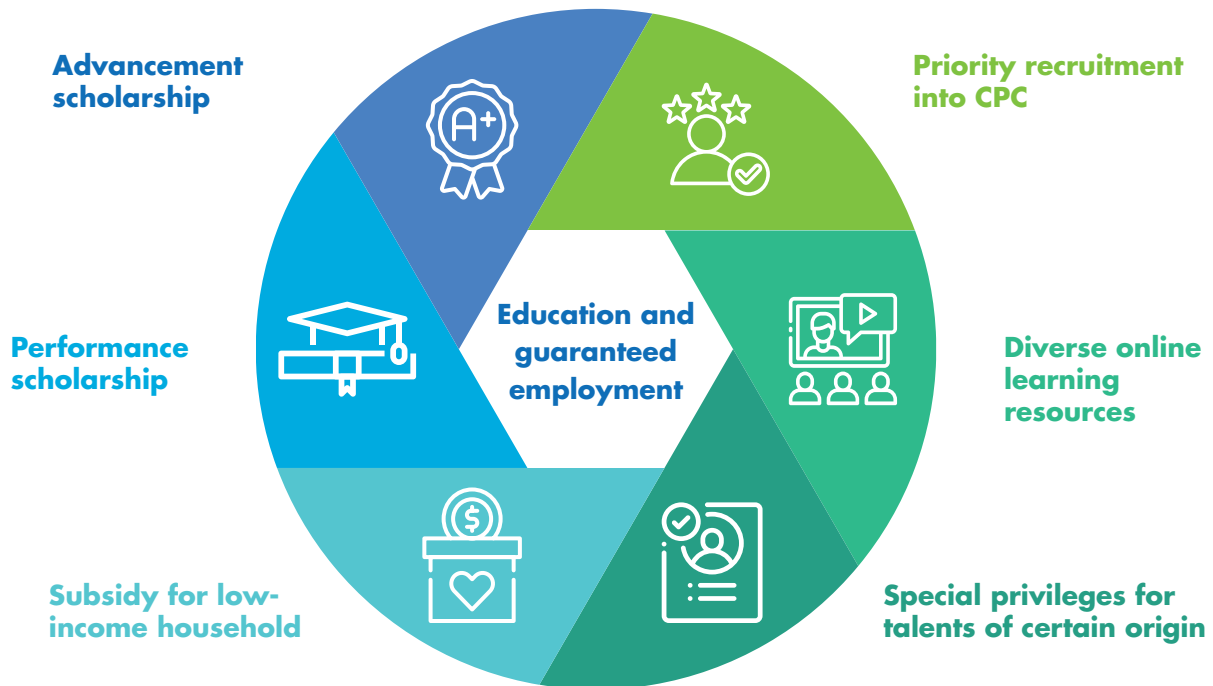 Advancement
scholarship
Priority recruitment
into CPC
A+
Education and
guaranteed
employment
Performance
scholarship
Diverse online
learning
resources
$
Subsidy for low-
income household
Special privileges for
talents of certain origin